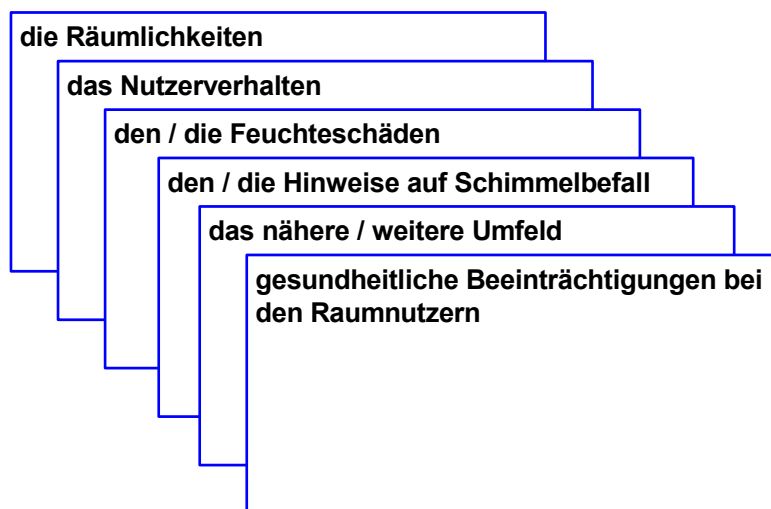 die Räumlichkeiten
das Nutzerverhalten
den / die Feuchteschäden
den / die Hinweise auf Schimmelbefall
das nähere / weitere Umfeld
gesundheitliche Beeinträchtigungen bei
den Raumnutzern